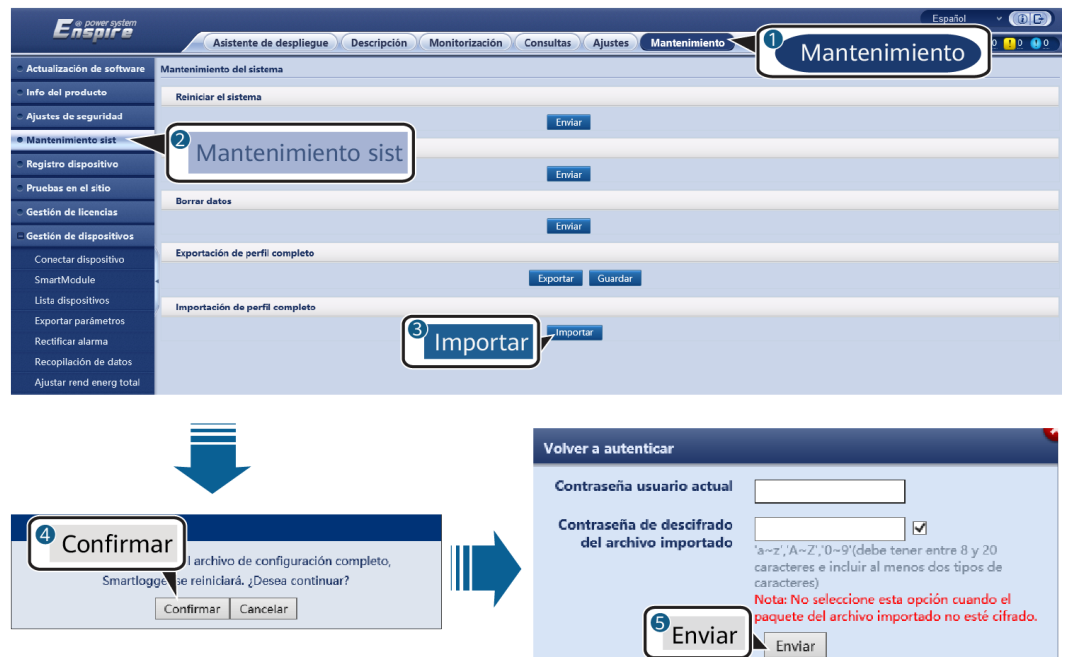 Español
Enspire e power system
Asistente de despliegue
Descripción
Monitorización
Consultas
Ajustes
Mantenimiento
1 Mantenimiento
0
0
Actualización de software
Info del producto
Ajustes de seguridad
Mantenimiento sist
Registro dispositivo
Pruebas en el sitio
Gestión de licencias
Gestión de dispositivos
Conectar dispositivo
SmartModule
Lista dispositivos
Exportar parámetros
Rectificar alarma
Recopilación de datos
Ajustar rend energ total
Mantenimiento del sistema
Reiniciar el sistema
Enviar
2 Mantenimiento sist
Enviar
Borrar datos
Enviar
Exportación de perfil completo
Exportar Guardar
Importación de perfil completo
3 Importar
Importar
4 Confirmar
archivo de configuración completo,
Smartlogge se reiniciará. ¿Desea continuar?
Confirmar Cancelar
Volver a autenticar
Contraseña usuario actual
Contraseña de descifrado
del archivo importado
'a~z','A~Z','0~9'(debe tener entre 8 y 20
caracteres e incluir al menos dos tipos de
caracteres)
Nota: No seleccione esta opción cuando el
paquete del archivo importado no esté cifrado.
5 Enviar
Enviar